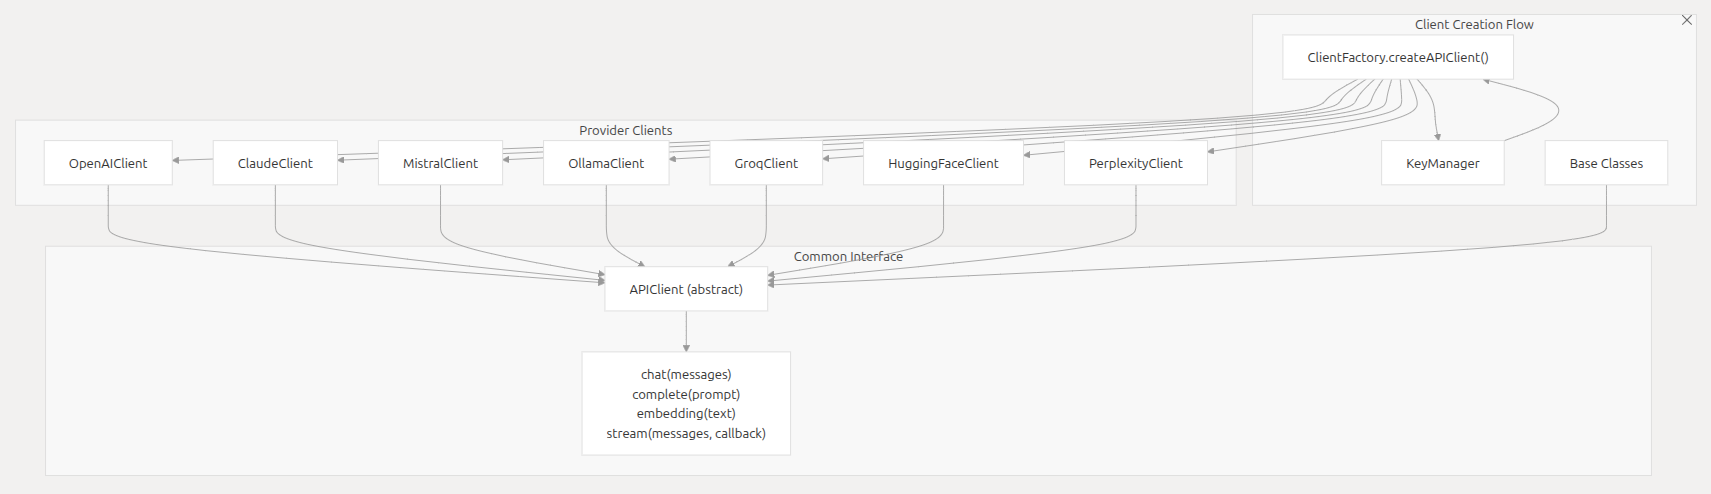 Client Creation Flow
ClientFactory.createAPIClient()
Provider Clients
OpenAIClient
ClaudeClient
MistralClient
OllamaClient
GroqClient
HuggingFaceClient
PerplexityClient
KeyManager
Base Classes
Common Interface
APIClient (abstract)
chat(messages)
complete(prompt)
embedding(text)
stream(messages, callback)